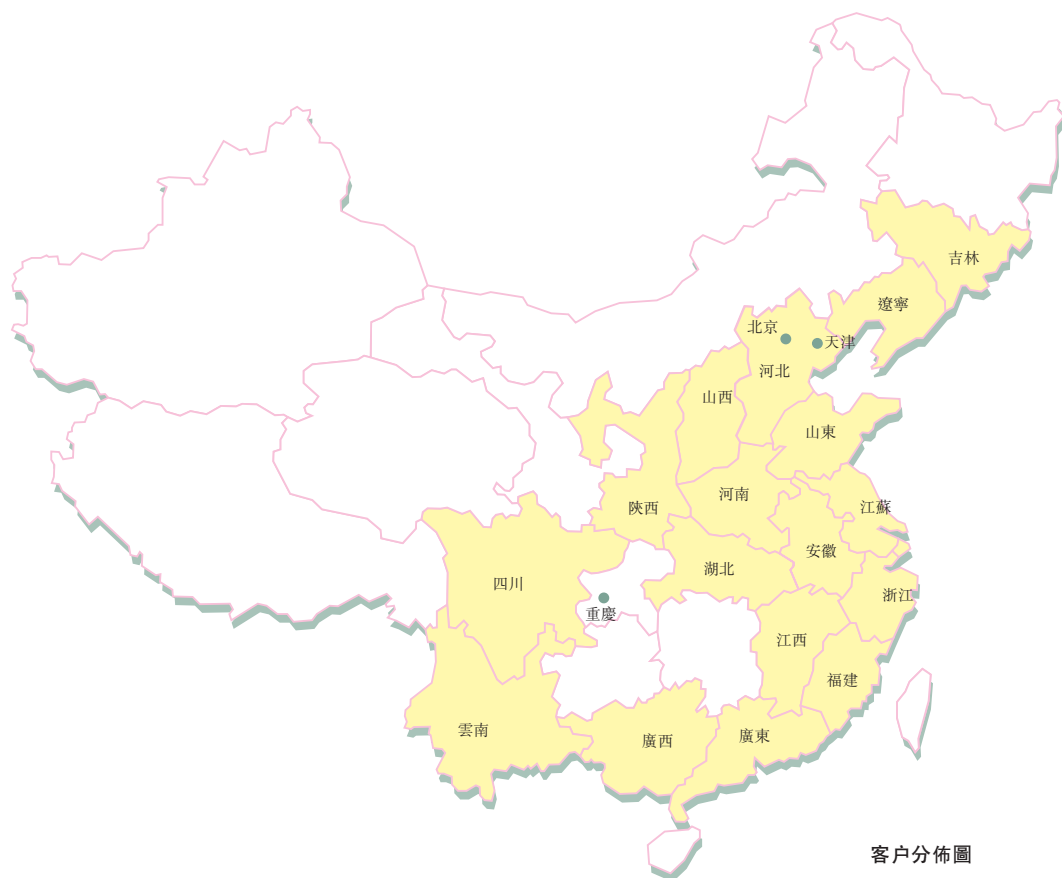 吉林
遼寧
北京
天津
河北
山西
山東
河南
陝西
江蘇
安徽
湖北
四川
浙江
重慶
江西
福建
雲南
廣西
廣東
客户分佈圖